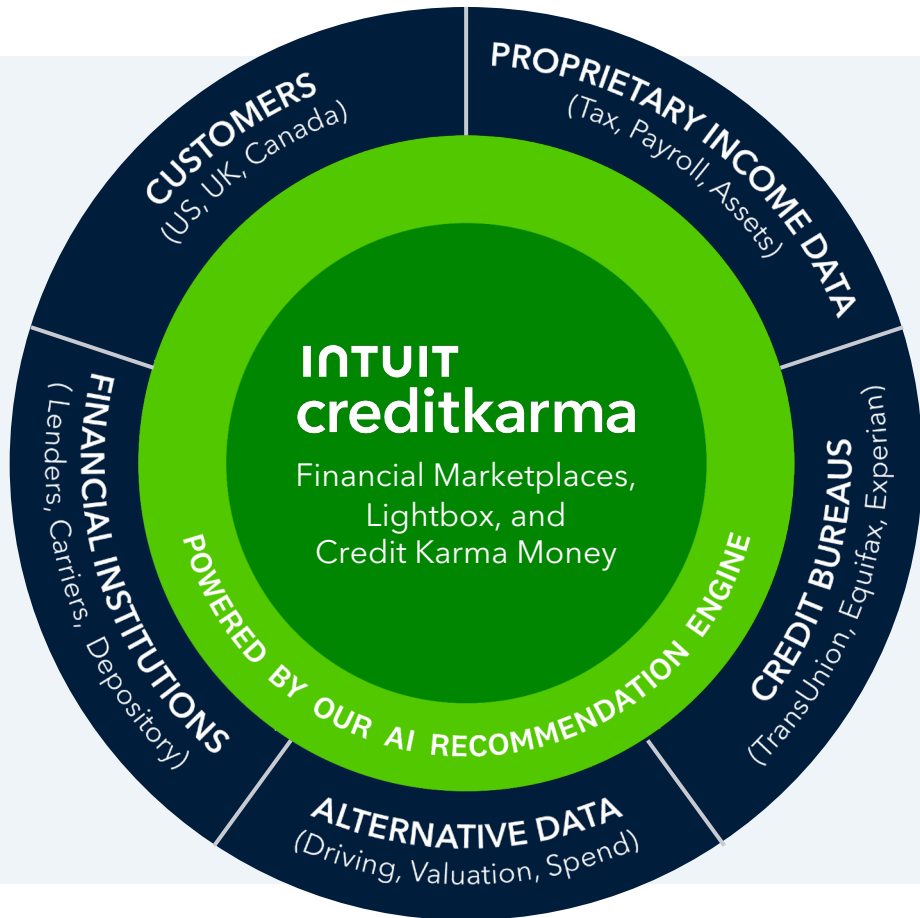 CUSTOMERS
(US, UK, Canada)
PROPRIETARY INCOME DATA
(Tax, Payroll, Assets)
CREDIT BUREAUS
(TransUnion, Equifax, Experian)
ALTERNATIVE DATA
(Driving, Valuation, Spend)
FINANCIAL INSTITUTIONS
( Lenders, Carriers, Depository)
INTUIT
creditkarma
Financial Marketplaces,
Lightbox, and
Credit Karma Money
POWERED BY OUR AI RECOMMENDATION ENGINE